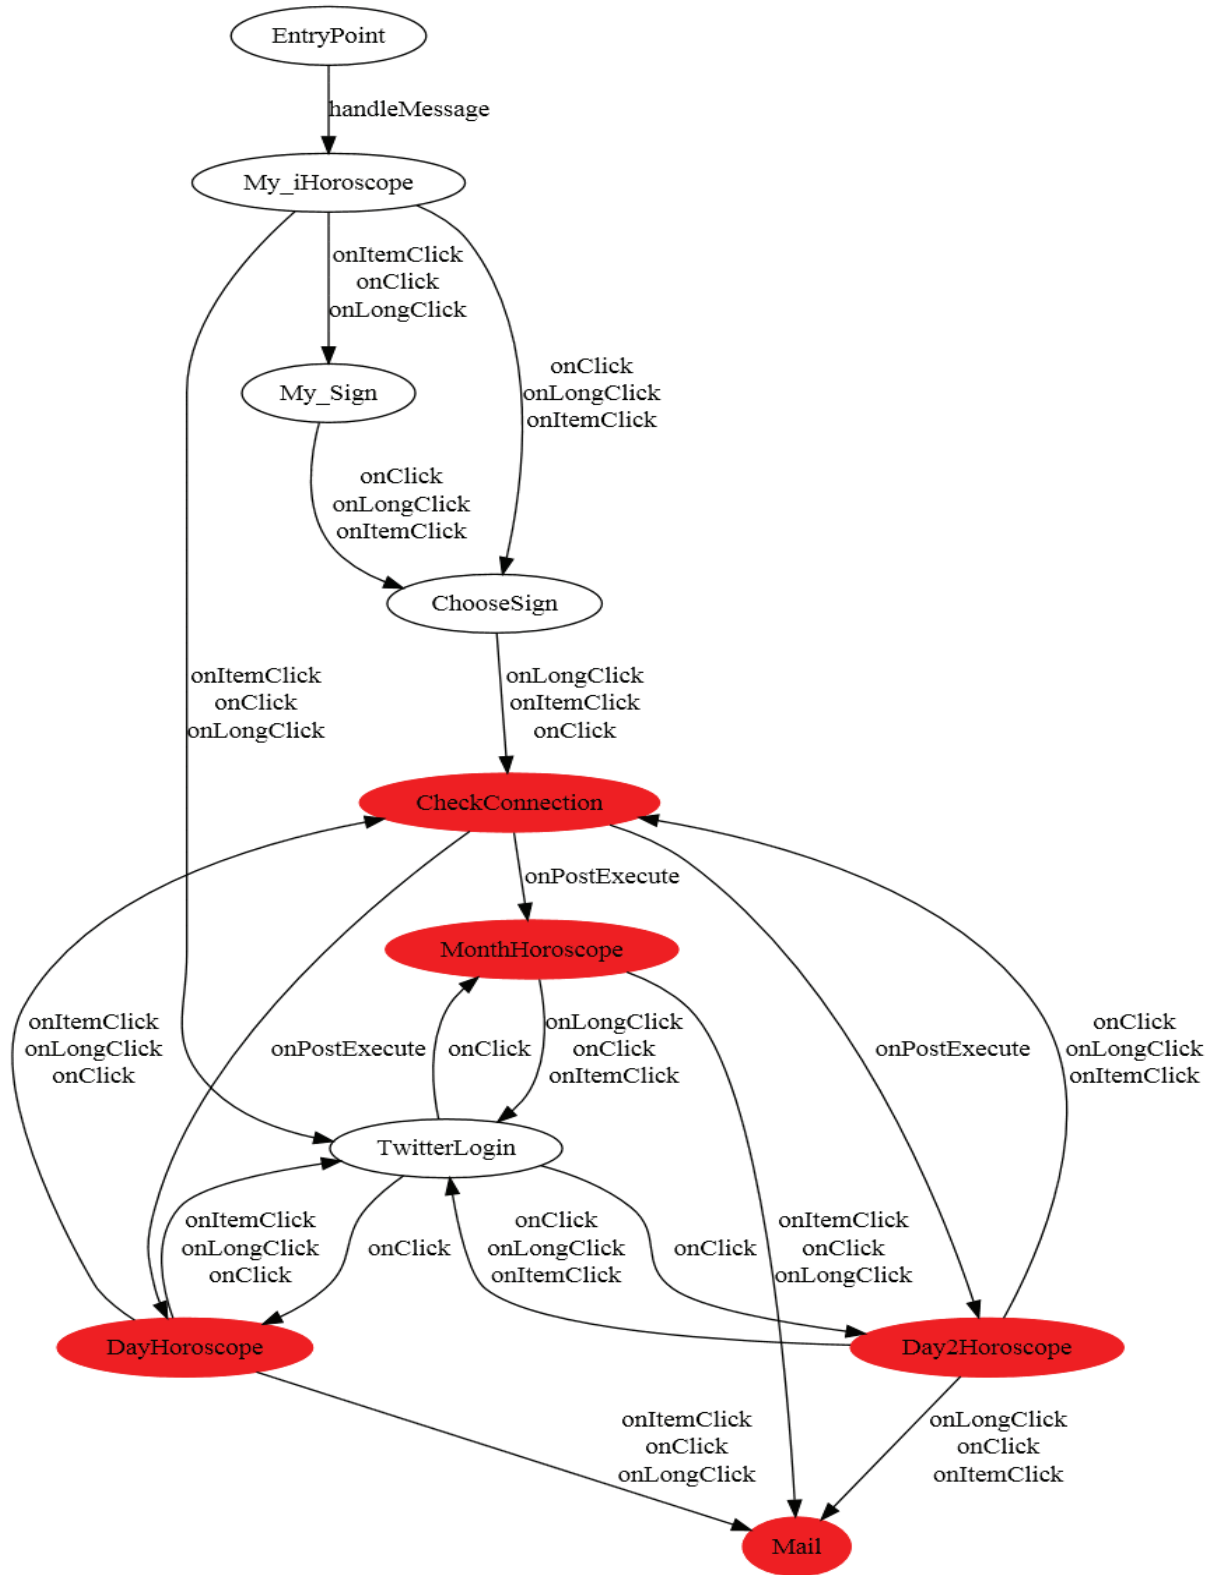 EntryPoint
handleMessage
My_iHoroscope
onItemClick
onClick
onLongClick
onClick
onLongClick
onItemClick
My_Sign
onClick
onLongClick
onItemClick
ChooseSign
onItemClick
onClick
onLongClick
onLongClick
onItemClick
onClick
CheckConnection
onPostExecute
MonthHoroscope
onItemClick
onLongClick
onClick
onPostExecute
onClick
onLongClick
onClick
onItemClick
onPostExecute
onClick
onLongClick
onItemClick
TwitterLogin
onItemClick
onLongClick
onClick
onClick
onClick
onLongClick
onItemClick
onClick
onItemClick
onClick
onLongClick
DayHoroscope
Day2Horoscope
onItemClick
onClick
onLongClick
onLongClick
onClick
onItemClick
Mail